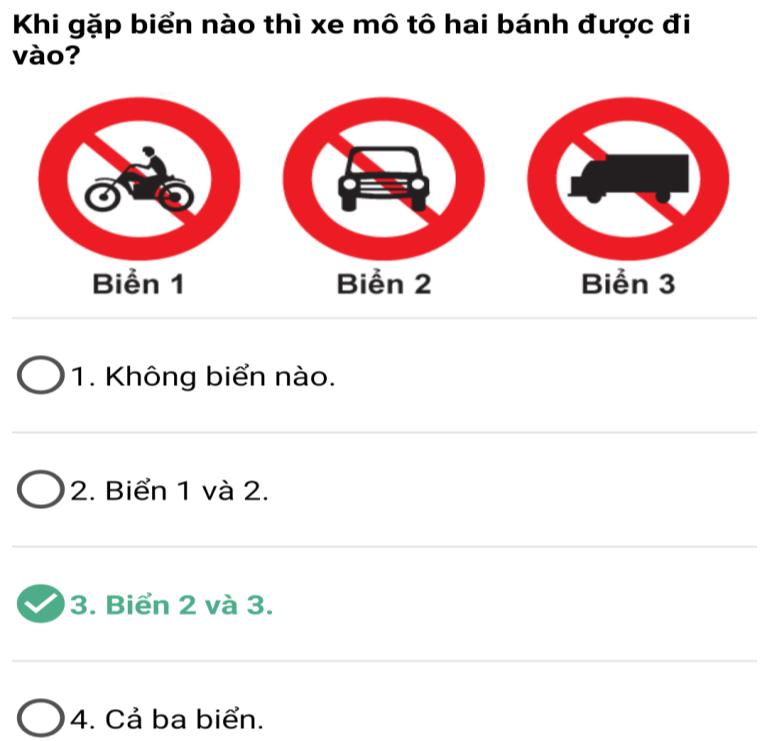 Khi gặp biển nào thì xe mô tô hai bánh được đi
vào?
Biển 1 Biển 2 Biển 3
1. Không biển nào.
2. Biển 1 và 2.
3. Biển 2 và 3.
4. Cả ba biển.